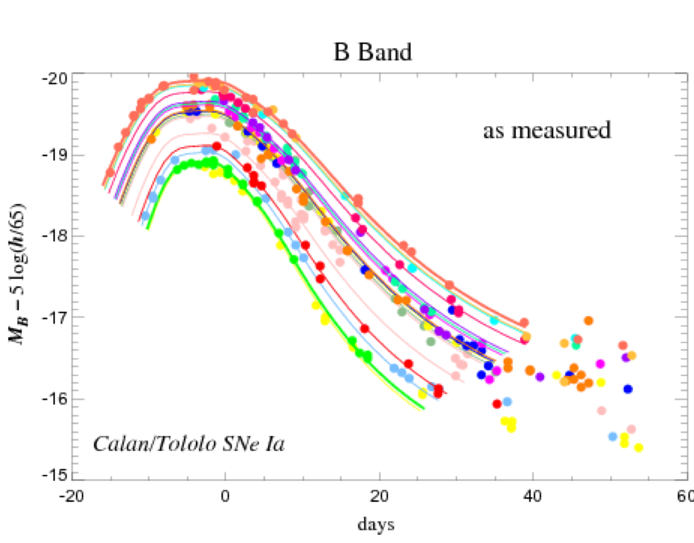 B Band
-20
as measured
-19
-18
M_B − 5 log(h/65)
-17
-16
Calan/Tololo SNe Ia
-15
-20 0 20 40 60
days